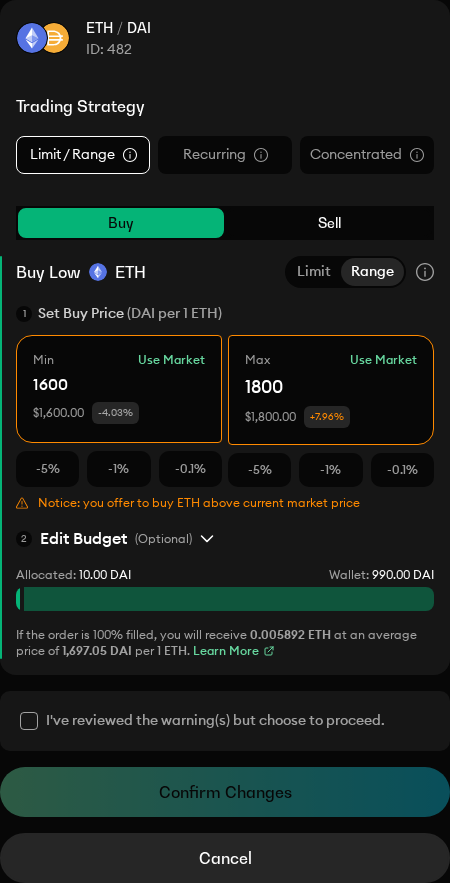 ETH / DAI
ID: 482
Trading Strategy
Limit / Range
Recurring
Concentrated
Buy
Sell
Buy Low ETH
Limit
Range
1 Set Buy Price (DAI per 1 ETH)
Min Use Market
1600
$1,600.00 -4.03%
Max Use Market
1800
$1,800.00 +7.96%
-5% -1% -0.1%
-5% -1% -0.1%
Notice: you offer to buy ETH above current market price
2 Edit Budget (Optional)
Allocated: 10.00 DAI
Wallet: 990.00 DAI
If the order is 100% filled, you will receive 0.005892 ETH at an average
price of 1,697.05 DAI per 1 ETH. Learn More
I've reviewed the warning(s) but choose to proceed.
Confirm Changes
Cancel